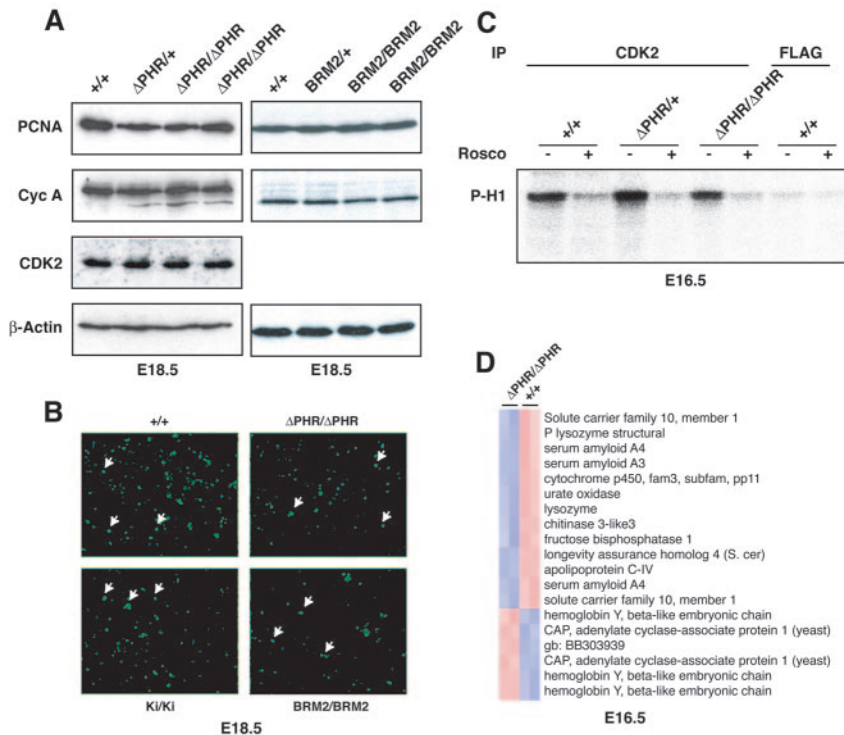 A
+/+
ΔPHR/+
ΔPHR/ΔPHR
ΔPHR/ΔPHR
+/+
BRM2/+
BRM2/BRM2
BRM2/BRM2
PCNA
Cyc A
CDK2
β-Actin
E18.5
E18.5
B
+/+
ΔPHR/ΔPHR
Ki/Ki
BRM2/BRM2
E18.5
C
IP
CDK2
FLAG
+/+
ΔPHR/+
ΔPHR/ΔPHR
+/+
Rosco - + - + - + - +
P-H1
E16.5
D
ΔPHR/ΔPHR
+/+
Solute carrier family 10, member 1
P lysozyme structural
serum amyloid A4
serum amyloid A3
cytochrome p450, fam3, subfam, pp11
urate oxidase
lysozyme
chitinase 3-like3
fructose bisphosphatase 1
longevity assurance homolog 4 (S. cer)
apolipoprotein C-IV
serum amyloid A4
solute carrier family 10, member 1
hemoglobin Y, beta-like embryonic chain
CAP, adenylate cyclase-associate protein 1 (yeast)
gb: BB303939
CAP, adenylate cyclase-associate protein 1 (yeast)
hemoglobin Y, beta-like embryonic chain
hemoglobin Y, beta-like embryonic chain
E16.5